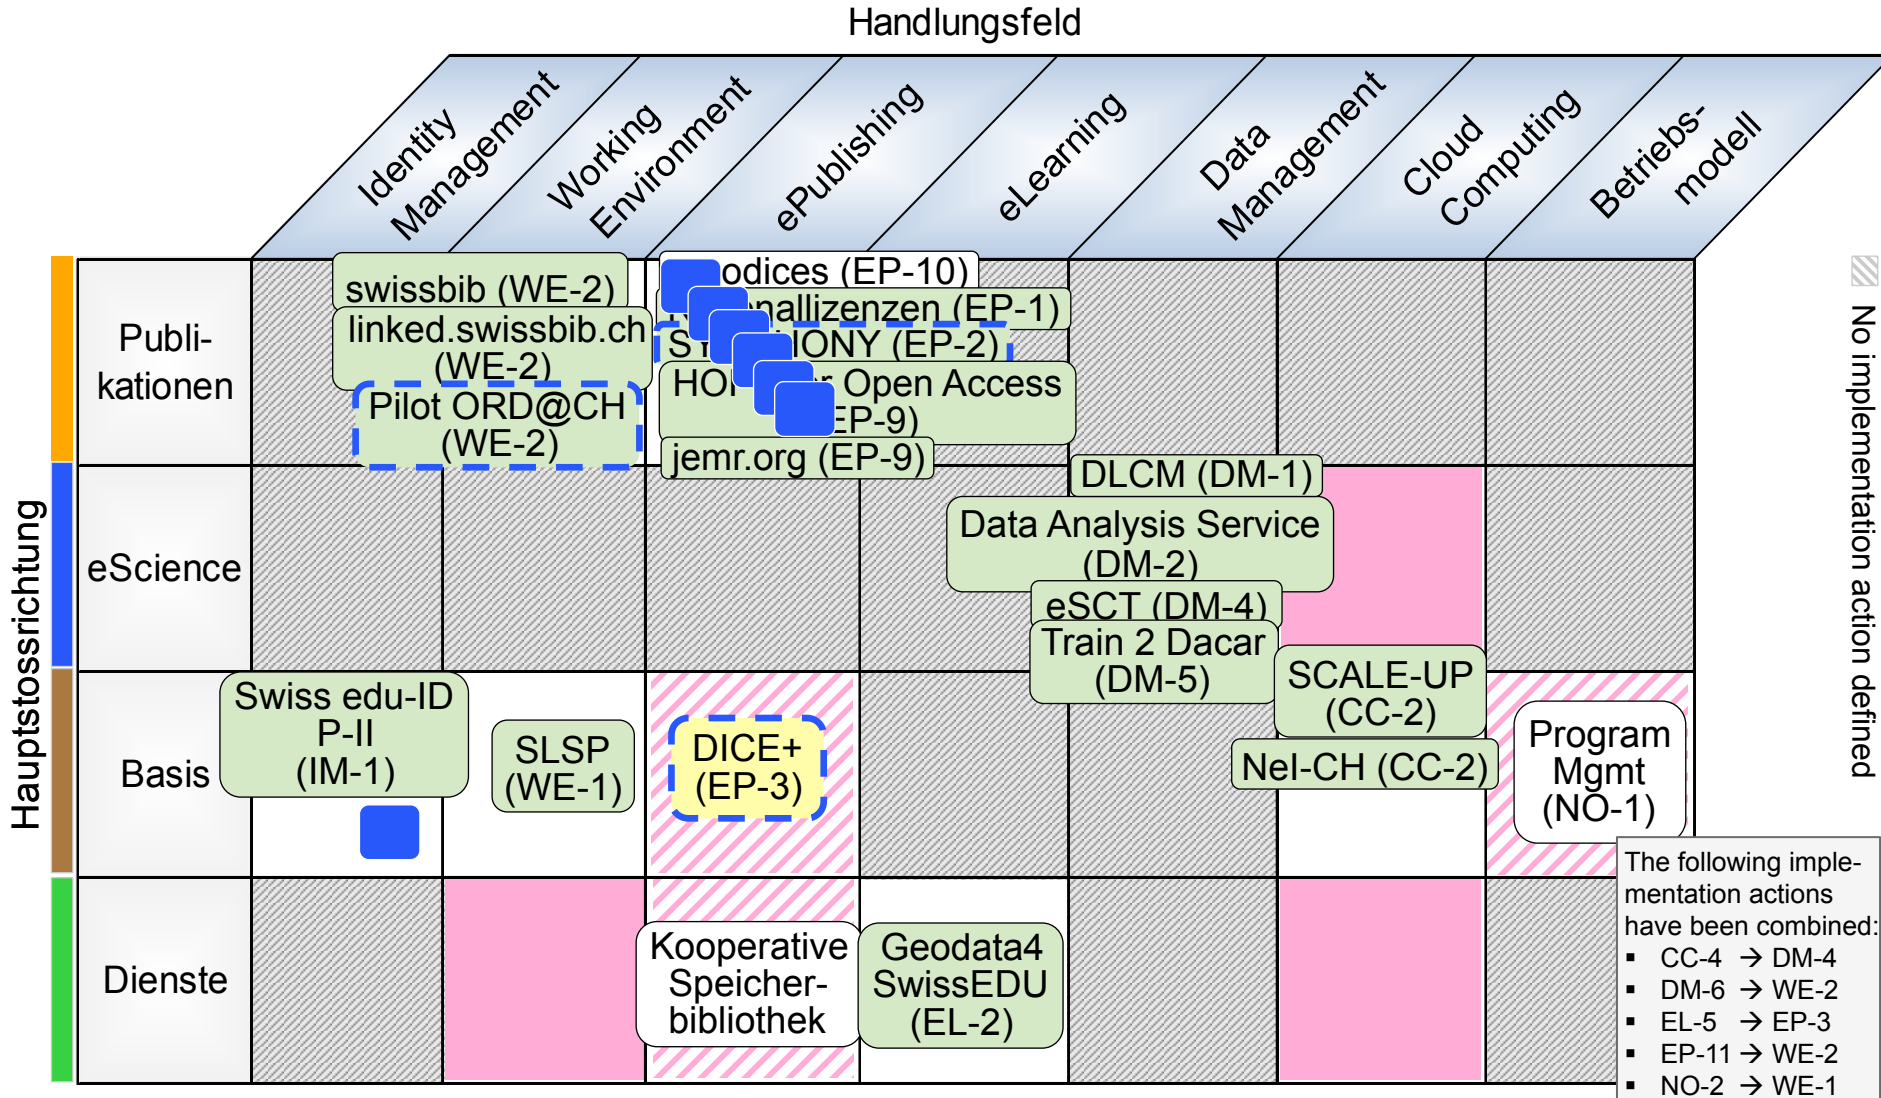 Handlungsfeld
Identity
Management
Working
Environment
ePublishing
eLearning
Data
Management
Cloud
Computing
Betriebs-
modell
Hauptstossrichtung
Publi-
kationen
swissbib (WE-2)
linked.swissbib.ch
(WE-2)
Pilot ORD@CH
(WE-2)
(EP-10)
(EP-1)
(EP-2)
Open Access
EP-9)
jemr.org (EP-9)
eScience
DLCM (DM-1)
Data Analysis Service
(DM-2)
eSCT (DM-4)
Train 2 Dacar
(DM-5)
Basis
Swiss edu-ID
P-II
(IM-1)
SLSP
(WE-1)
DICE+
(EP-3)
SCALE-UP
(CC-2)
NeI-CH (CC-2)
Program
Mgmt
(NO-1)
Dienste
Kooperative
Speicher-
bibliothek
Geodata4
SwissEDU
(EL-2)
No implementation action defined
The following imple-
mentation actions
have been combined:
▪ CC-4 → DM-4
▪ DM-6 → WE-2
▪ EL-5 → EP-3
▪ EP-11 → WE-2
▪ NO-2 → WE-1